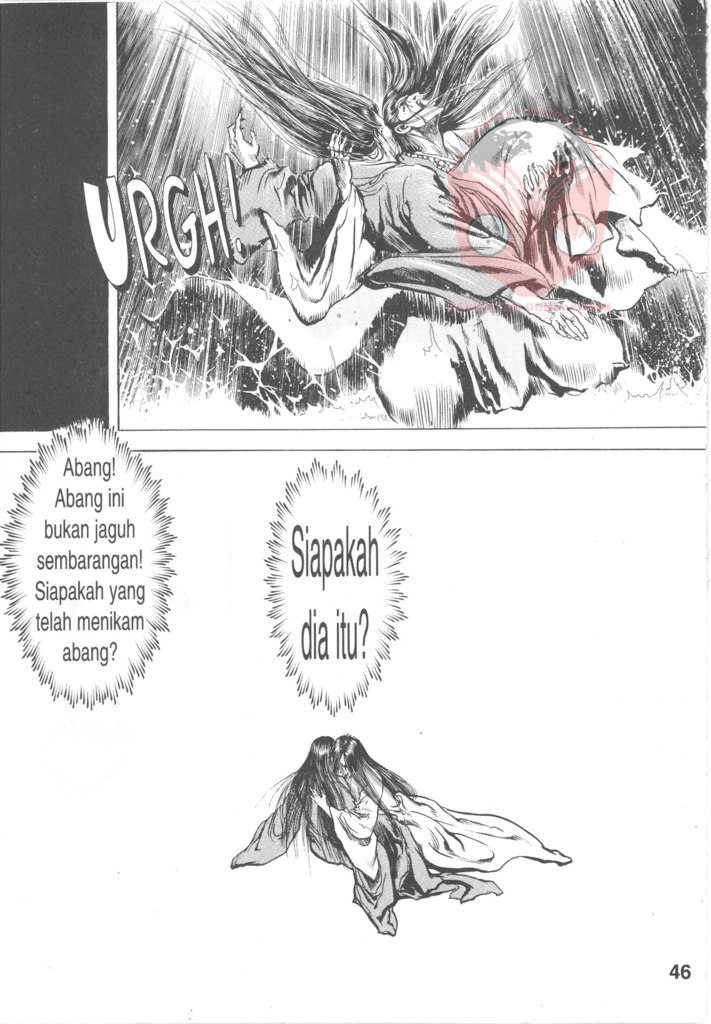 URGH!
Abang!
Abang ini
bukan jaguh
sembarangan!
Siapakah yang
telah menikam
abang?
Siapakah
dia itu?
46